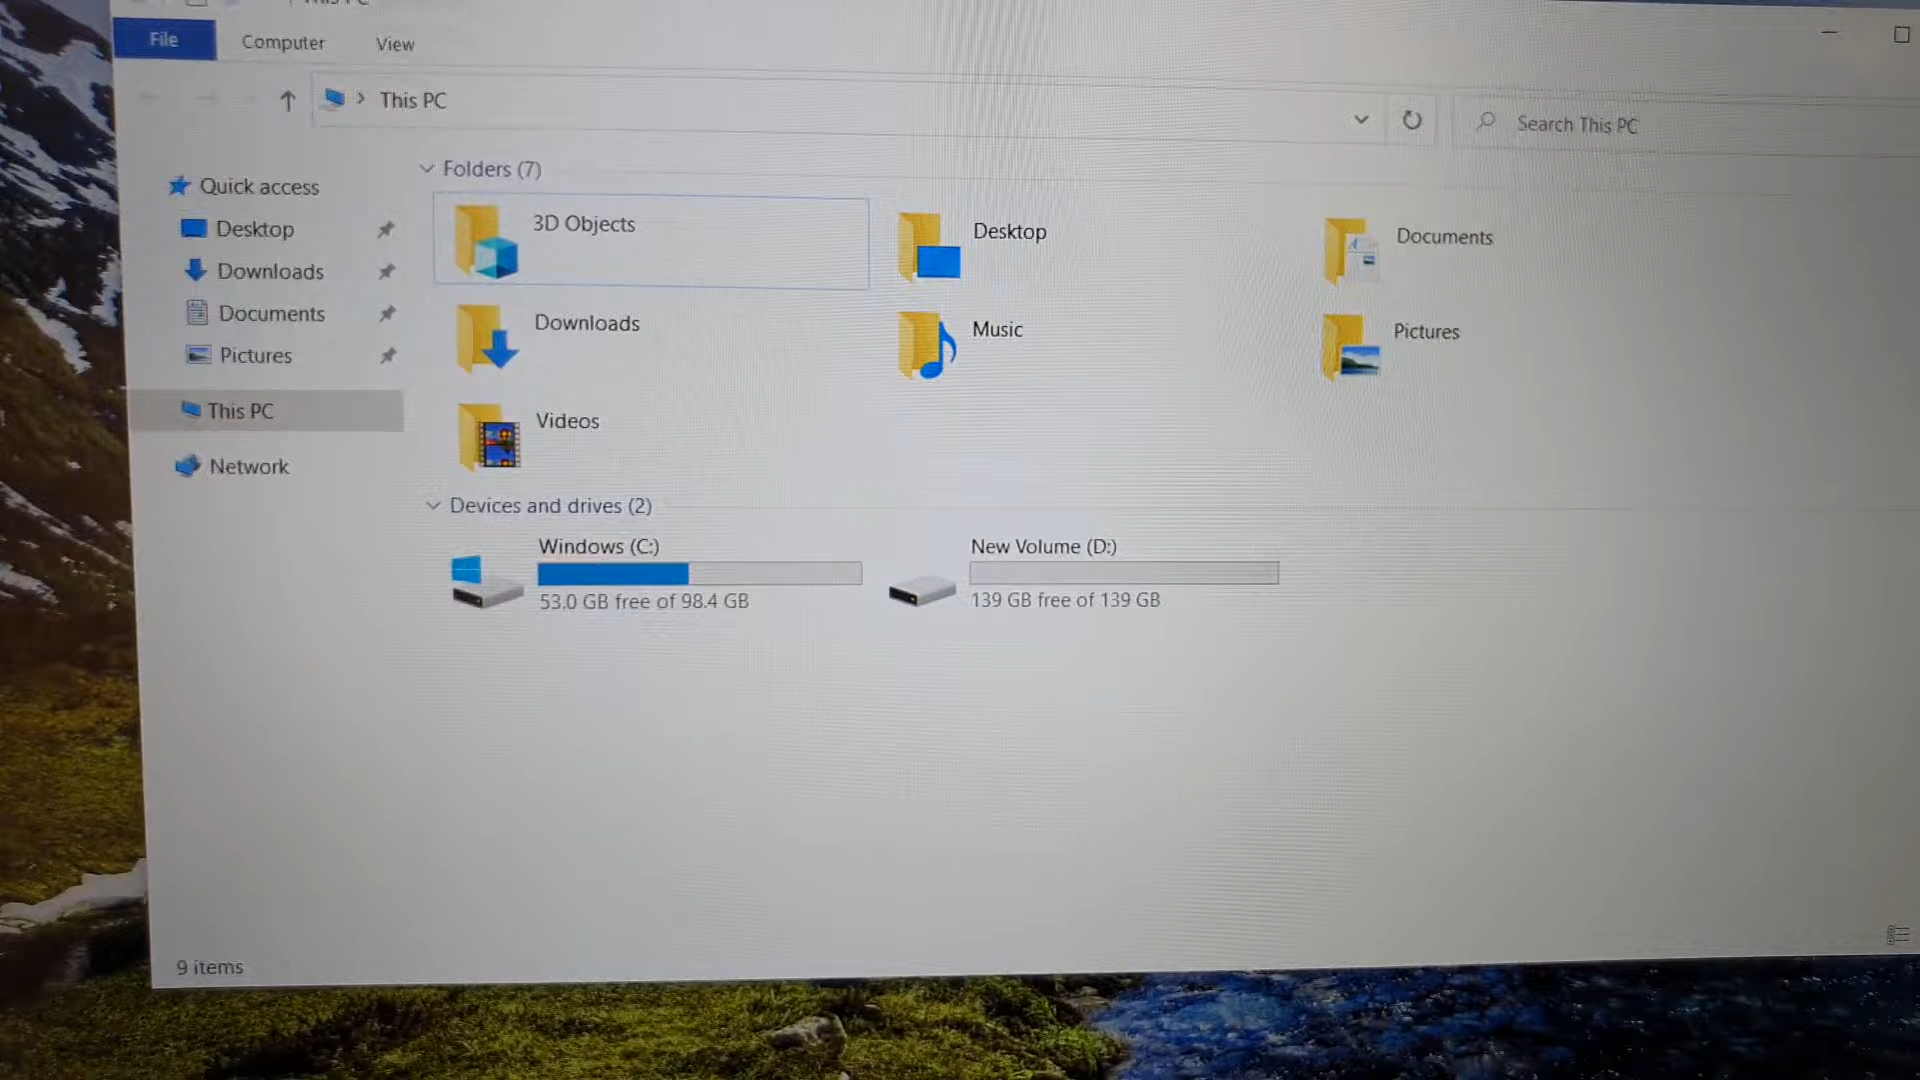 This PC
File Computer View
This PC
Search This PC
Quick access
Desktop
Downloads
Documents
Pictures
This PC
Network
Folders (7)
3D Objects
Desktop
Documents
Downloads
Music
Pictures
Videos
Devices and drives (2)
Windows (C:)
53.0 GB free of 98.4 GB
New Volume (D:)
139 GB free of 139 GB
9 items